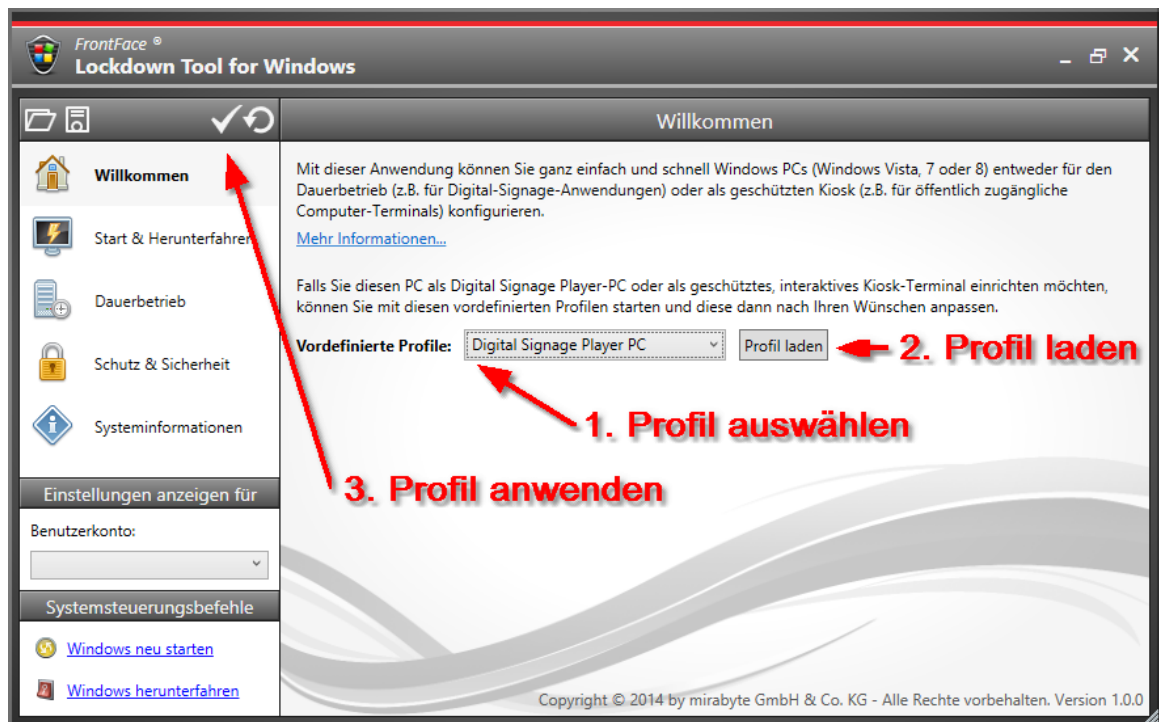 FrontFace ®
Lockdown Tool for Windows
Willkommen
Willkommen
Start & Herunterfahren
Dauerbetrieb
Schutz & Sicherheit
Systeminformationen
Einstellungen anzeigen für
Benutzerkonto:
Systemsteuerungsbefehle
Windows neu starten
Windows herunterfahren
Mit dieser Anwendung können Sie ganz einfach und schnell Windows PCs (Windows Vista, 7 oder 8) entweder für den
Dauerbetrieb (z.B. für Digital-Signage-Anwendungen) oder als geschützten Kiosk (z.B. für öffentlich zugängliche
Computer-Terminals) konfigurieren.
Mehr Informationen...
Falls Sie diesen PC als Digital Signage Player-PC oder als geschütztes, interaktives Kiosk-Terminal einrichten möchten,
können Sie mit diesen vordefinierten Profilen starten und diese dann nach Ihren Wünschen anpassen.
Vordefinierte Profile: Digital Signage Player PC Profil laden
2. Profil laden
1. Profil auswählen
3. Profil anwenden
Copyright © 2014 by mirabyte GmbH & Co. KG - Alle Rechte vorbehalten. Version 1.0.0